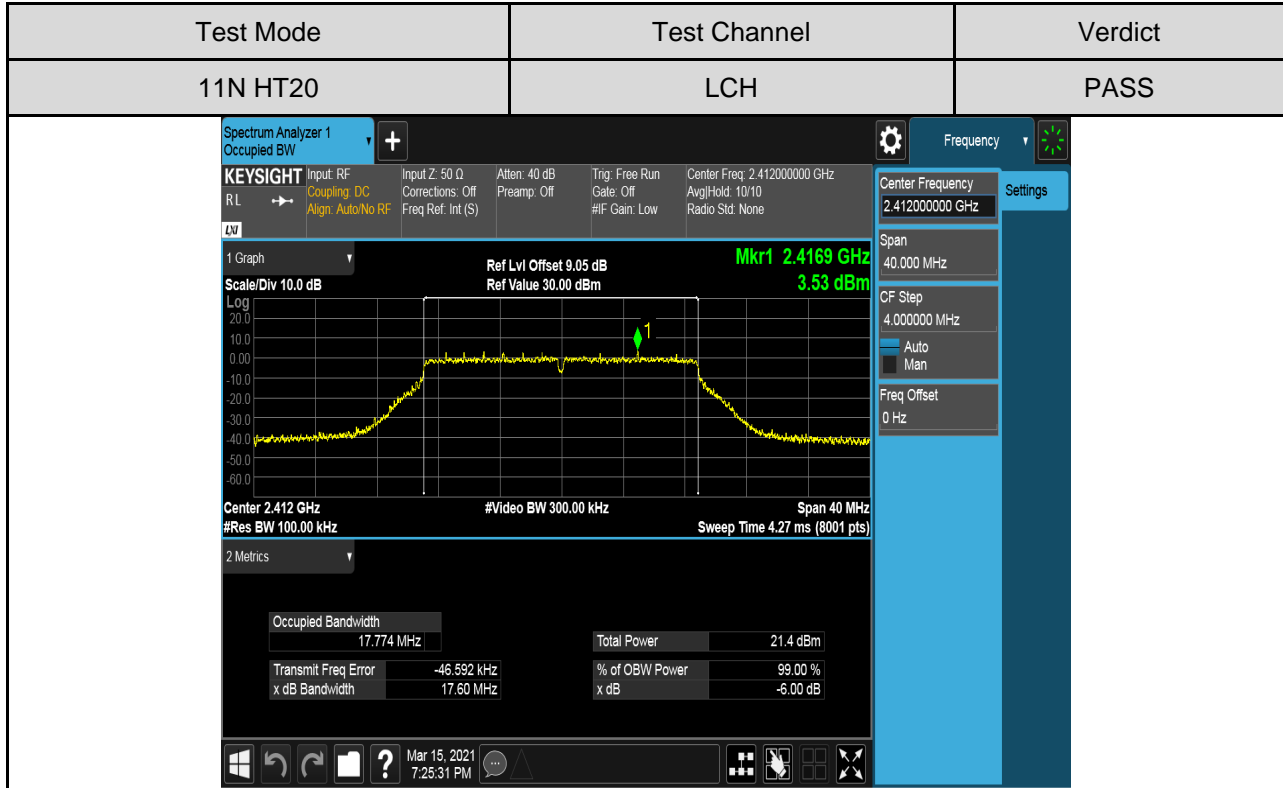 Test Mode Test Channel Verdict
11N HT20 LCH PASS
Spectrum Analyzer 1
Occupied BW
+
Frequency
KEYSIGHT
RL
LXI
Input: RF
Coupling: DC
Align: Auto/No RF
Input Z: 50 Ω
Corrections: Off
Freq Ref: Int (S)
Atten: 40 dB
Preamp: Off
Trig: Free Run
Gate: Off
#IF Gain: Low
Center Freq: 2.412000000 GHz
Avg|Hold: 10/10
Radio Std: None
Center Frequency
2.412000000 GHz
Settings
Span
40.000 MHz
CF Step
4.000000 MHz
Auto
Man
Freq Offset
0 Hz
1 Graph
Scale/Div 10.0 dB
Ref Lvl Offset 9.05 dB
Ref Value 30.00 dBm
Mkr1 2.4169 GHz
3.53 dBm
Log
20.0
10.0
0.00
-10.0
-20.0
-30.0
-40.0
-50.0
-60.0
1
Center 2.412 GHz
#Res BW 100.00 kHz
#Video BW 300.00 kHz
Span 40 MHz
Sweep Time 4.27 ms (8001 pts)
2 Metrics
Occupied Bandwidth
17.774 MHz
Total Power 21.4 dBm
Transmit Freq Error -46.592 kHz
% of OBW Power 99.00 %
x dB Bandwidth 17.60 MHz
x dB -6.00 dB
?
Mar 15, 2021
7:25:31 PM